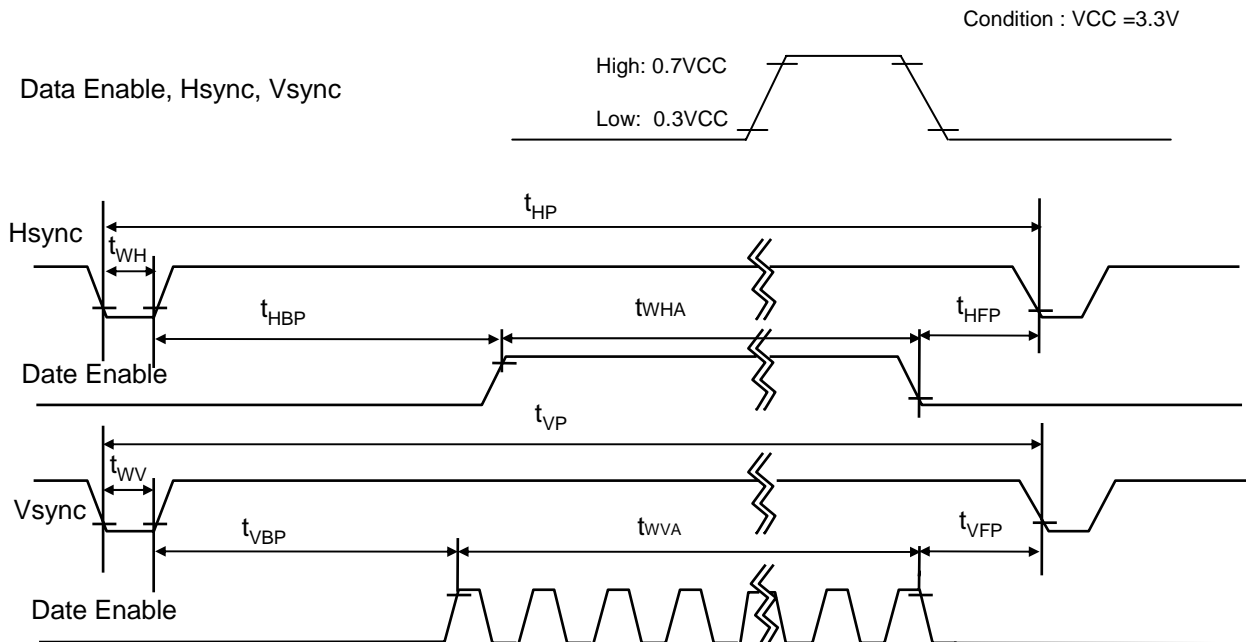 Condition : VCC =3.3V
High: 0.7VCC
Data Enable, Hsync, Vsync
Low: 0.3VCC
tHP
Hsync
tWH
tHBP
tWHA
tHFP
Date Enable
tVP
tWV
Vsync
tVBP
tWVA
tVFP
Date Enable